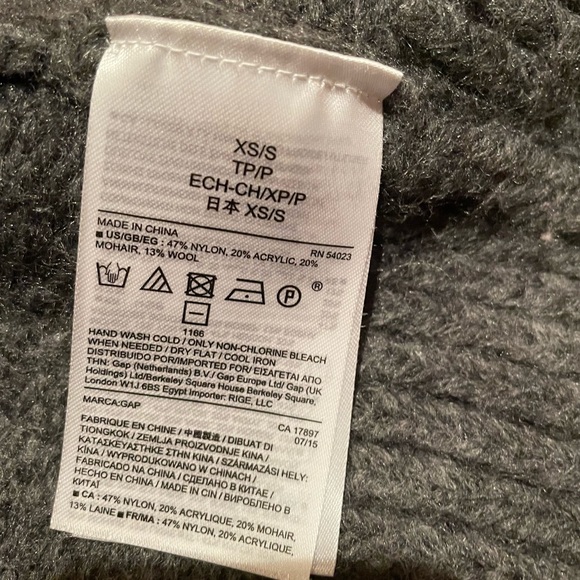 XS/S
TP/P
ECH-CH/XP/P
日本 XS/S
MADE IN CHINA RN 54023
■ US/GB/EG : 47% NYLON, 20% ACRYLIC, 20%
MOHAIR, 13% WOOL
P ®
1166
HAND WASH COLD / ONLY NON-CHLORINE BLEACH
WHEN NEEDED / DRY FLAT / COOL IRON
DISTRIBUTED POR/IMPORTED FOR/ ΕΙΣΑΓΕΤΑΙ ΑΠΟ
ΤΗΝ: Gap (Netherlands) B.V./ Gap Europe Ltd/ Gap (UK
Holdings) Ltd/Berkeley Square House Berkeley Square,
London W1J 6BS Egypt Importer: RIGE, LLC
MARCA:GAP CA 17897
07/15
FABRIQUE EN CHINE / 中國製造 / DIBUAT DI
TIONGKOK / ZEMLJA PROIZVODNJE KINA /
ΚΑΤΑΣΚΕΥΑΣΤΗΚΕ ΣΤΗΝ ΚΙΝΑ / SZÁRMAZÁSI HELY:
KÍNA / WYPRODUKOWANO W CHINACH /
FABRICADO NA CHINA / СДЕЛАНО В КИТАЕ /
HECHO EN CHINA / MADE IN CIN / ВИРОБЛЕНО В
КИТАЇ
■ CA : 47% NYLON, 20% ACRYLIQUE, 20% MOHAIR,
13% LAINE ■ FR/MA : 47% NYLON, 20% ACRYLIQUE,